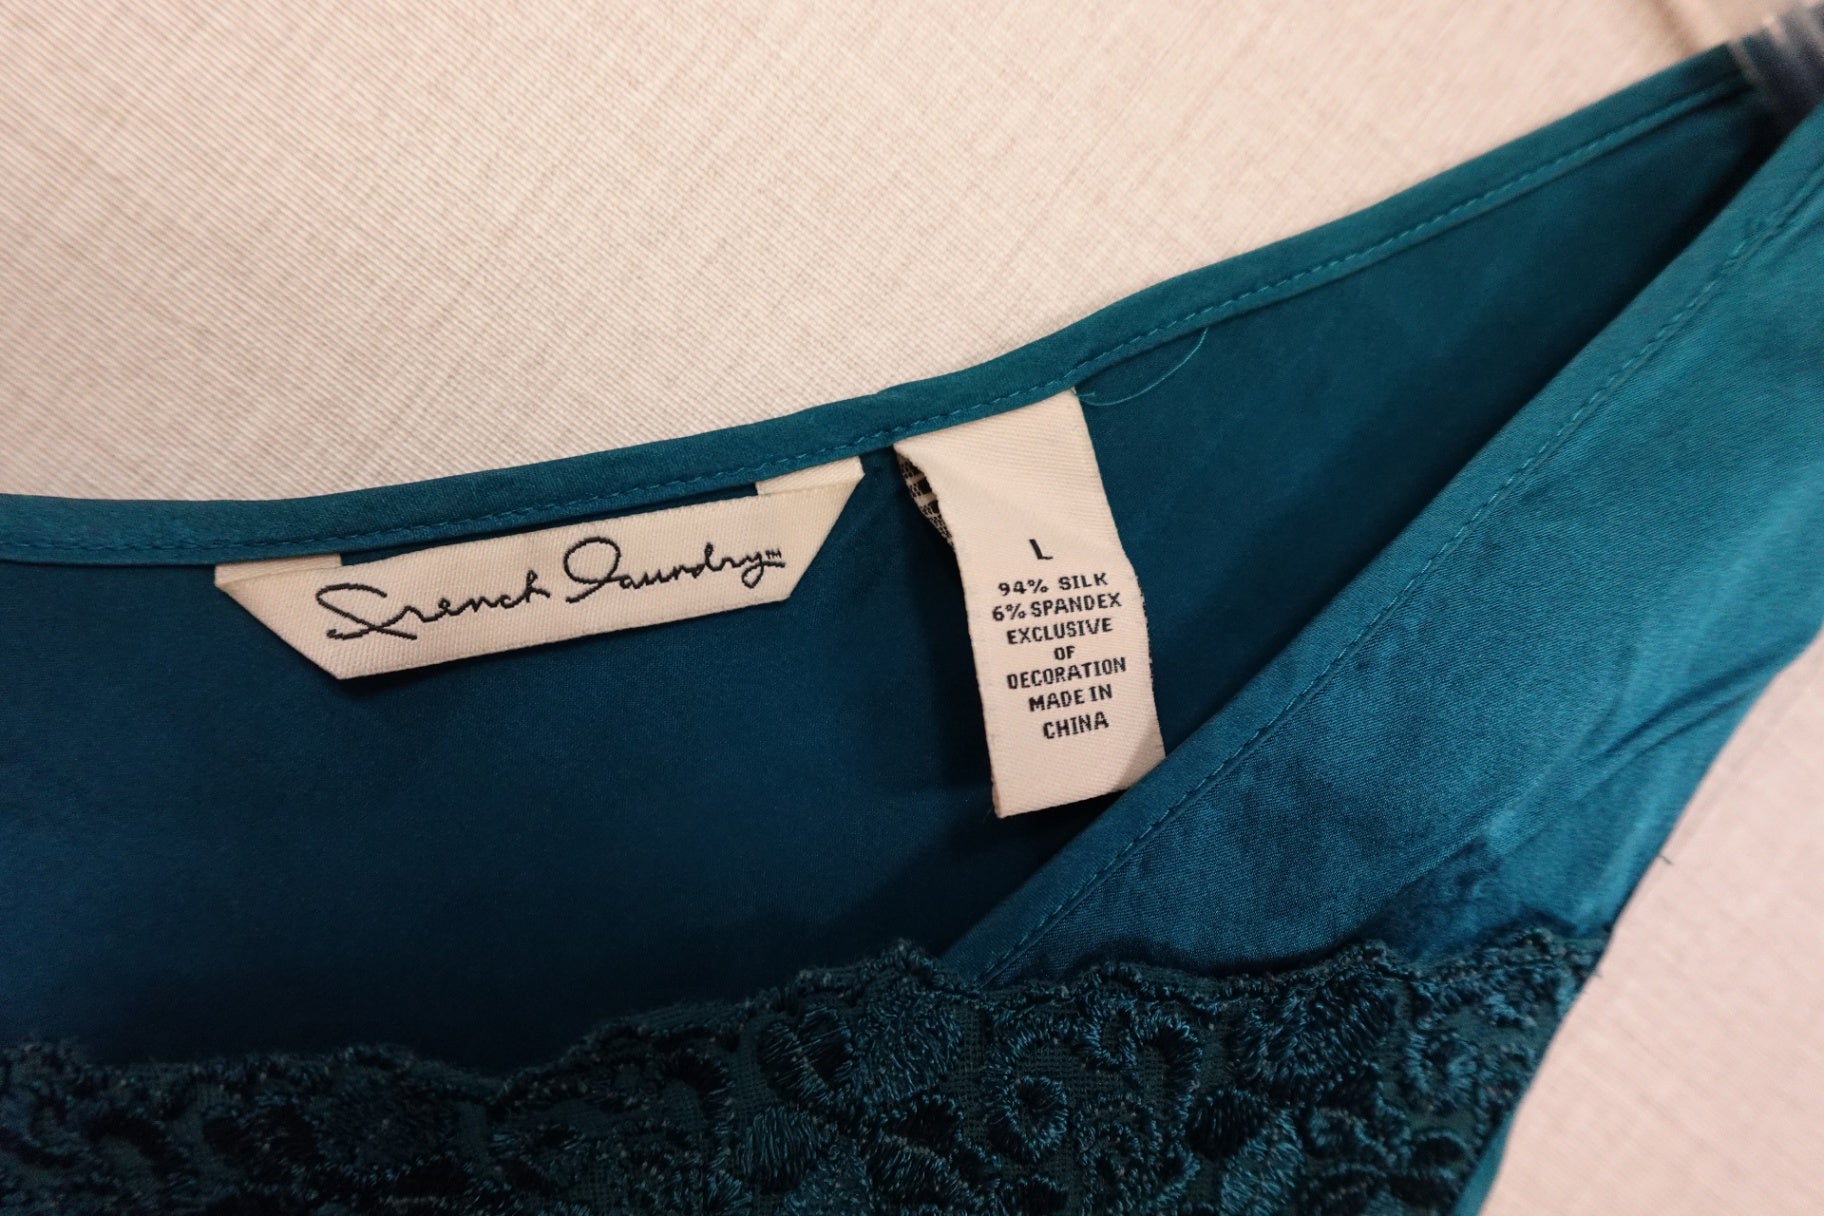 French Laundry™
L
94% SILK
6% SPANDEX
EXCLUSIVE
OF
DECORATION
MADE IN
CHINA